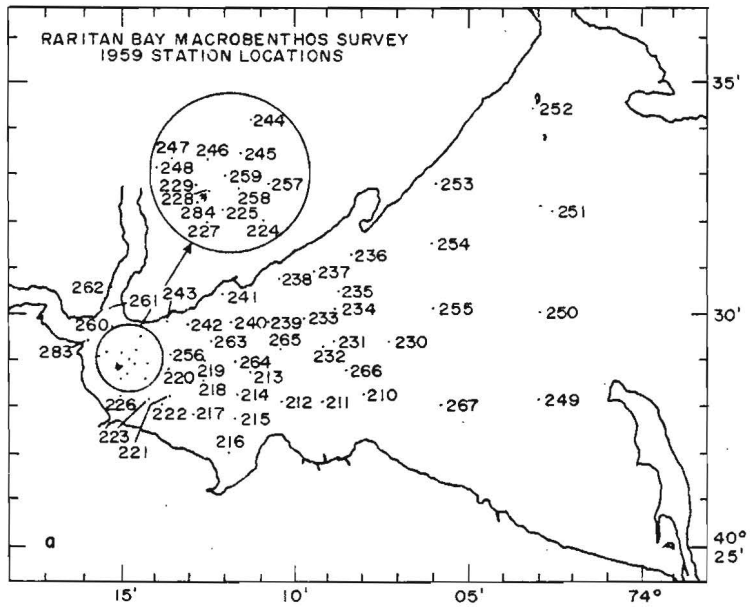 RARITAN BAY MACROBENTHOS SURVEY
1959 STATION LOCATIONS
35'
244
252
247 246 245
248
259
229 257
228 258
284 225
227 224
253
251
254
236
237
262 238
261 243 235
241 234
255
250
30'
260 242 240 239 233
283 263 265 231 230
256 264 232
219 266
220 213
218 214 210
226 212 211 267 249
222 217 215
223
221 216
a
40°
25'
15' 10' 05' 74°